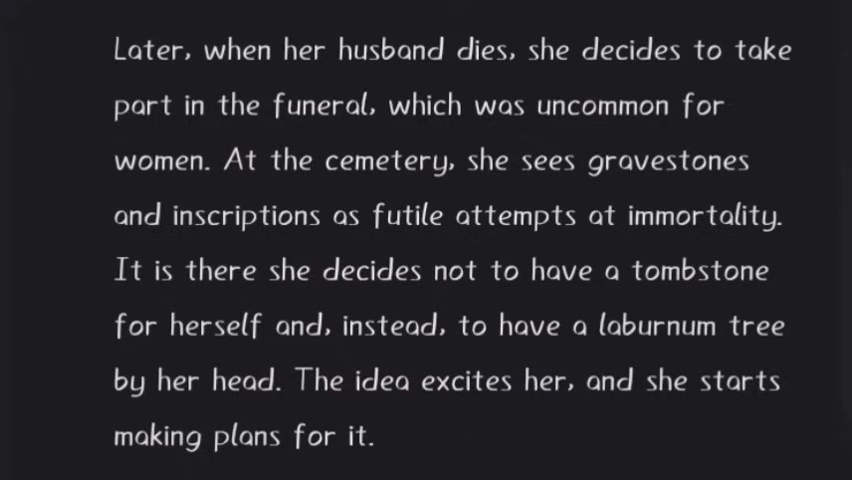 Later, when her husband dies, she decides to take
part in the funeral, which was uncommon for
women. At the cemetery, she sees gravestones
and inscriptions as futile attempts at immortality.
It is there she decides not to have a tombstone
for herself and, instead, to have a laburnum tree
by her head. The idea excites her, and she starts
making plans for it.